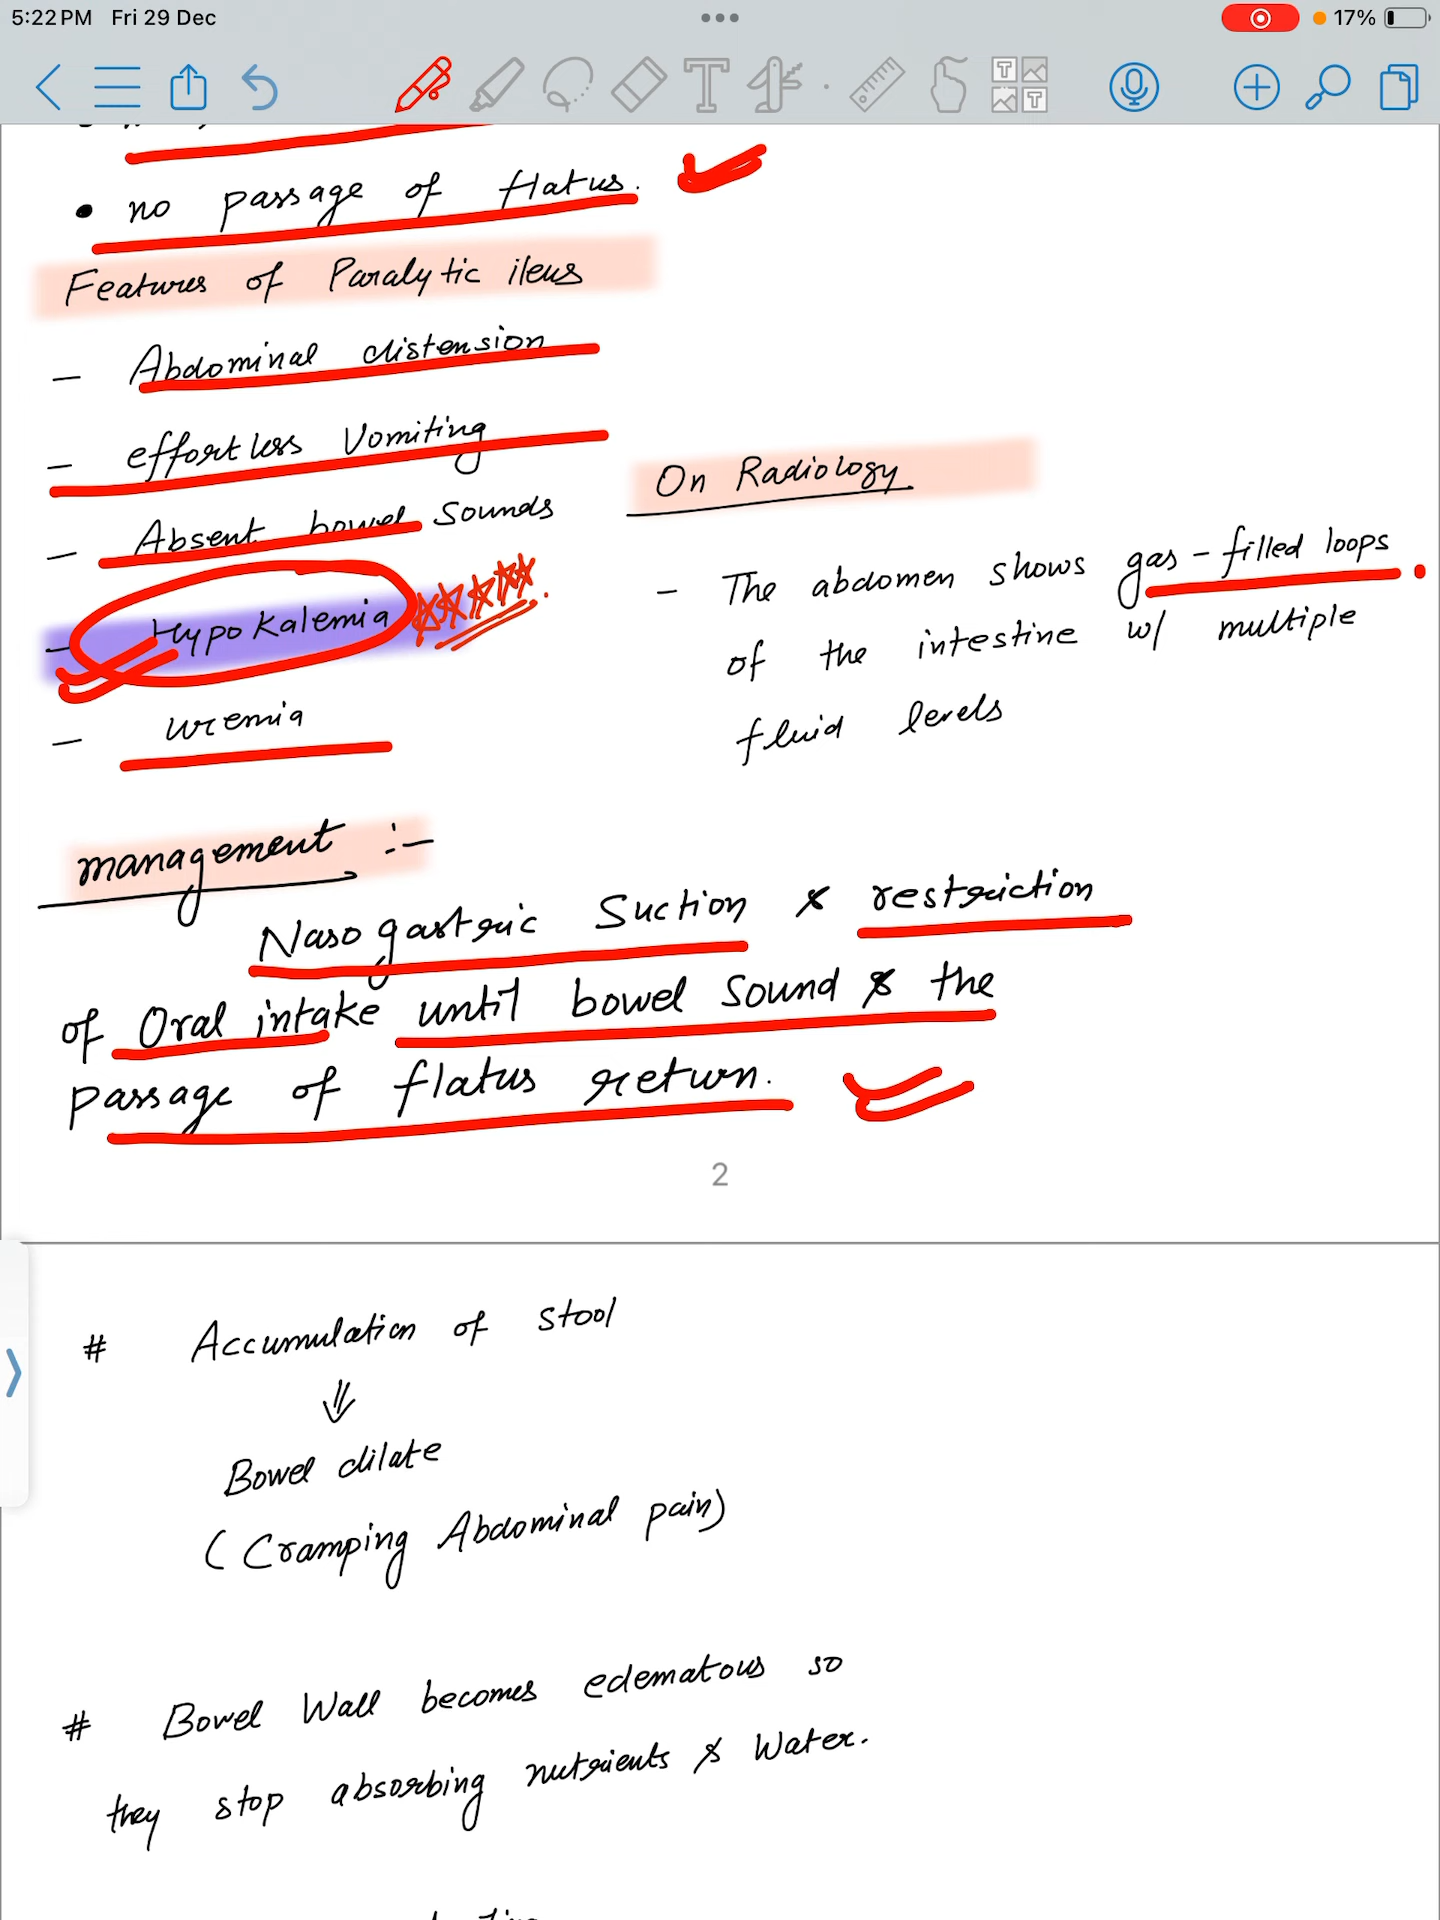 5:22 PM Fri 29 Dec
17%
• no passage of flatus.
Features of Paralytic ileus
– Abdominal distension
– effortless Vomiting
– Absent bowel Sounds
– Hypokalemia
– uremia
On Radiology
– The abdomen shows gas-filled loops
of the intestine w/ multiple
fluid levels
management :-
Nasogastric Suction & restriction
of Oral intake until bowel Sound & the
passage of flatus return.
2
# Accumulation of stool
⇓
Bowel dilate
(Cramping Abdominal pain)
# Bowel Wall becomes edematous so
they stop absorbing nutrients & Water.